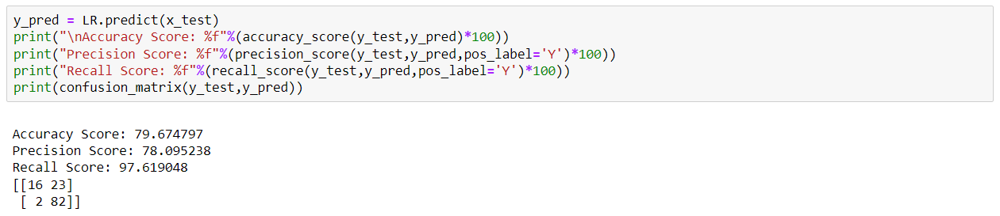 y_pred = LR.predict(x_test)
print("\nAccuracy Score: %f"%(accuracy_score(y_test,y_pred)*100))
print("Precision Score: %f"%(precision_score(y_test,y_pred,pos_label='Y')*100))
print("Recall Score: %f"%(recall_score(y_test,y_pred,pos_label='Y')*100))
print(confusion_matrix(y_test,y_pred))
Accuracy Score: 79.674797
Precision Score: 78.095238
Recall Score: 97.619048
[[16 23]
 [ 2 82]]